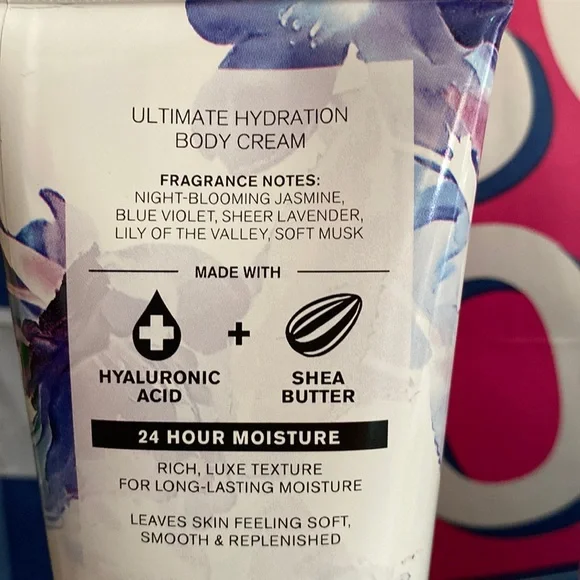 ULTIMATE HYDRATION
BODY CREAM
FRAGRANCE NOTES:
NIGHT-BLOOMING JASMINE,
BLUE VIOLET, SHEER LAVENDER,
LILY OF THE VALLEY, SOFT MUSK
MADE WITH
+
HYALURONIC
ACID
SHEA
BUTTER
24 HOUR MOISTURE
RICH, LUXE TEXTURE
FOR LONG-LASTING MOISTURE
LEAVES SKIN FEELING SOFT,
SMOOTH & REPLENISHED